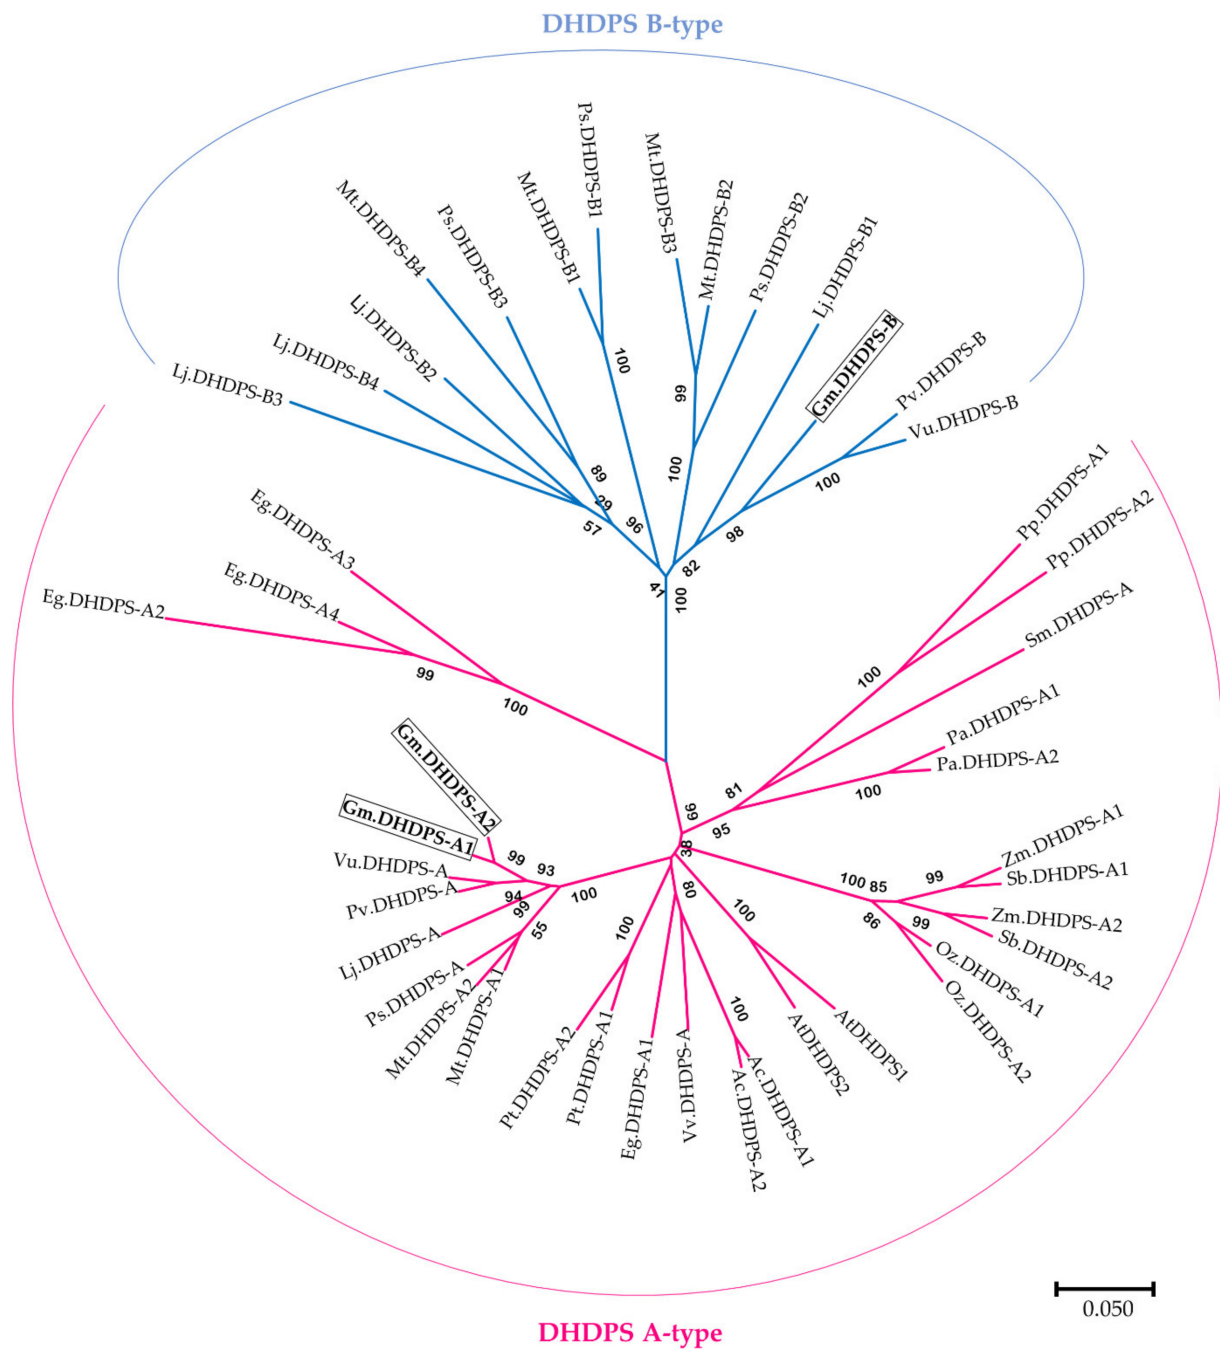 DHDPS B-type
Ps.DHDPS-B1
Mt.DHDPS-B3
Mt.DHDPS-B1
Mt.DHDPS-B2
Mt.DHDPS-B4
Ps.DHDPS-B3
Ps.DHDPS-B2
Lj.DHDPS-B1
Lj.DHDPS-B2
Gm.DHDPS-B
Lj.DHDPS-B4
Pv.DHDPS-B
Lj.DHDPS-B3
Vu.DHDPS-B
100
99
100
89
29
96
57
98
100
82
41
100
Pp.DHDPS-A1
Pp.DHDPS-A2
Eg.DHDPS-A3
Eg.DHDPS-A4
Eg.DHDPS-A2
Sm.DHDPS-A
99
100
100
Pa.DHDPS-A1
Pa.DHDPS-A2
81
100
99
95
38
Gm.DHDPS-A2
Gm.DHDPS-A1
Vu.DHDPS-A
Pv.DHDPS-A
Lj.DHDPS-A
Ps.DHDPS-A
Mt.DHDPS-A2
Mt.DHDPS-A1
99
93
94
99
55
100
Zm.DHDPS-A1
Sb.DHDPS-A1
Zm.DHDPS-A2
Sb.DHDPS-A2
Oz.DHDPS-A1
Oz.DHDPS-A2
100
85
99
86
99
80
100
100
100
Pt.DHDPS-A2
Pt.DHDPS-A1
Eg.DHDPS-A1
Vv.DHDPS-A
Ac.DHDPS-A2
Ac.DHDPS-A1
AtDHDPS2
AtDHDPS1
0.050
DHDPS A-type